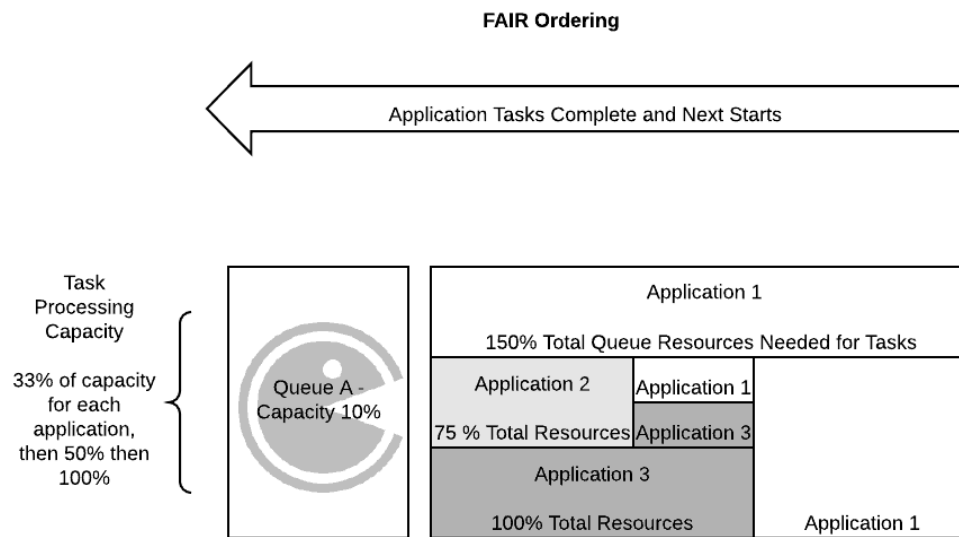 FAIR Ordering
Application Tasks Complete and Next Starts
Task
Processing
Capacity
33% of capacity
for each
application,
then 50% then
100%
Queue A -
Capacity 10%
Application 1
150% Total Queue Resources Needed for Tasks
Application 2
75 % Total Resources
Application 1
Application 3
Application 3
100% Total Resources
Application 1